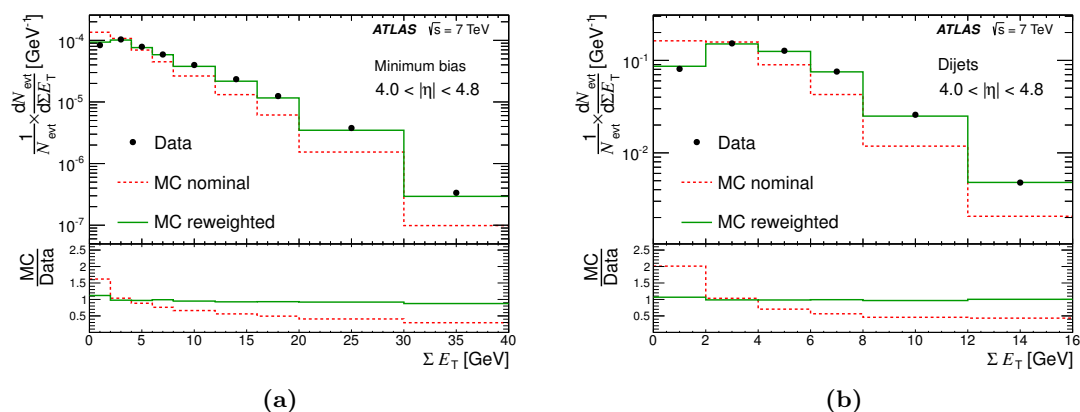 ATLAS √s = 7 TeV
Minimum bias
4.0 < |η| < 4.8
1/N_evt × dN_evt/dΣE_T [GeV⁻¹]
10⁻⁴
10⁻⁵
10⁻⁶
10⁻⁷
Data
MC nominal
MC reweighted
MC/Data
2.5
2
1.5
1
0.5
0 5 10 15 20 25 30 35 40
Σ E_T [GeV]
(a)
ATLAS √s = 7 TeV
Dijets
4.0 < |η| < 4.8
1/N_evt × dN_evt/dΣE_T [GeV⁻¹]
10⁻¹
10⁻²
Data
MC nominal
MC reweighted
MC/Data
2.5
2
1.5
1
0.5
0 2 4 6 8 10 12 14 16
Σ E_T [GeV]
(b)